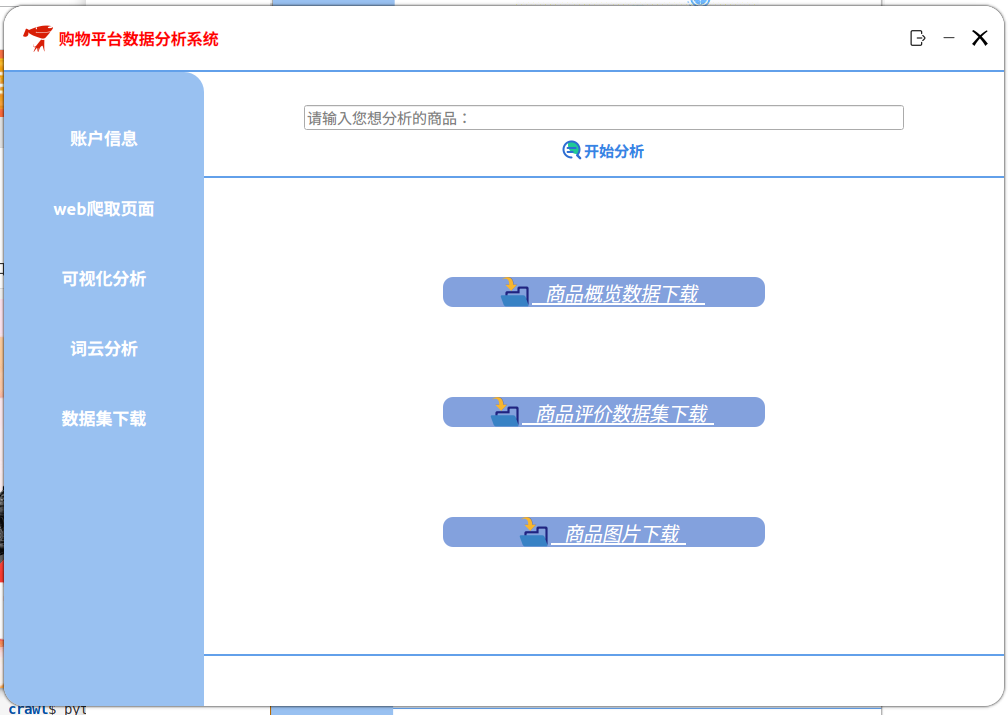 购物平台数据分析系统
请输入您想分析的商品：
开始分析
账户信息
web爬取页面
可视化分析
词云分析
数据集下载
商品概览数据下载
商品评价数据集下载
商品图片下载
crawl$ pyt